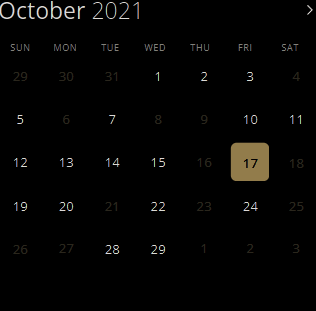 October 2021
SUN MON TUE WED THU FRI SAT
29 30 31 1 2 3 4
5 6 7 8 9 10 11
12 13 14 15 16 17 18
19 20 21 22 23 24 25
26 27 28 29 1 2 3